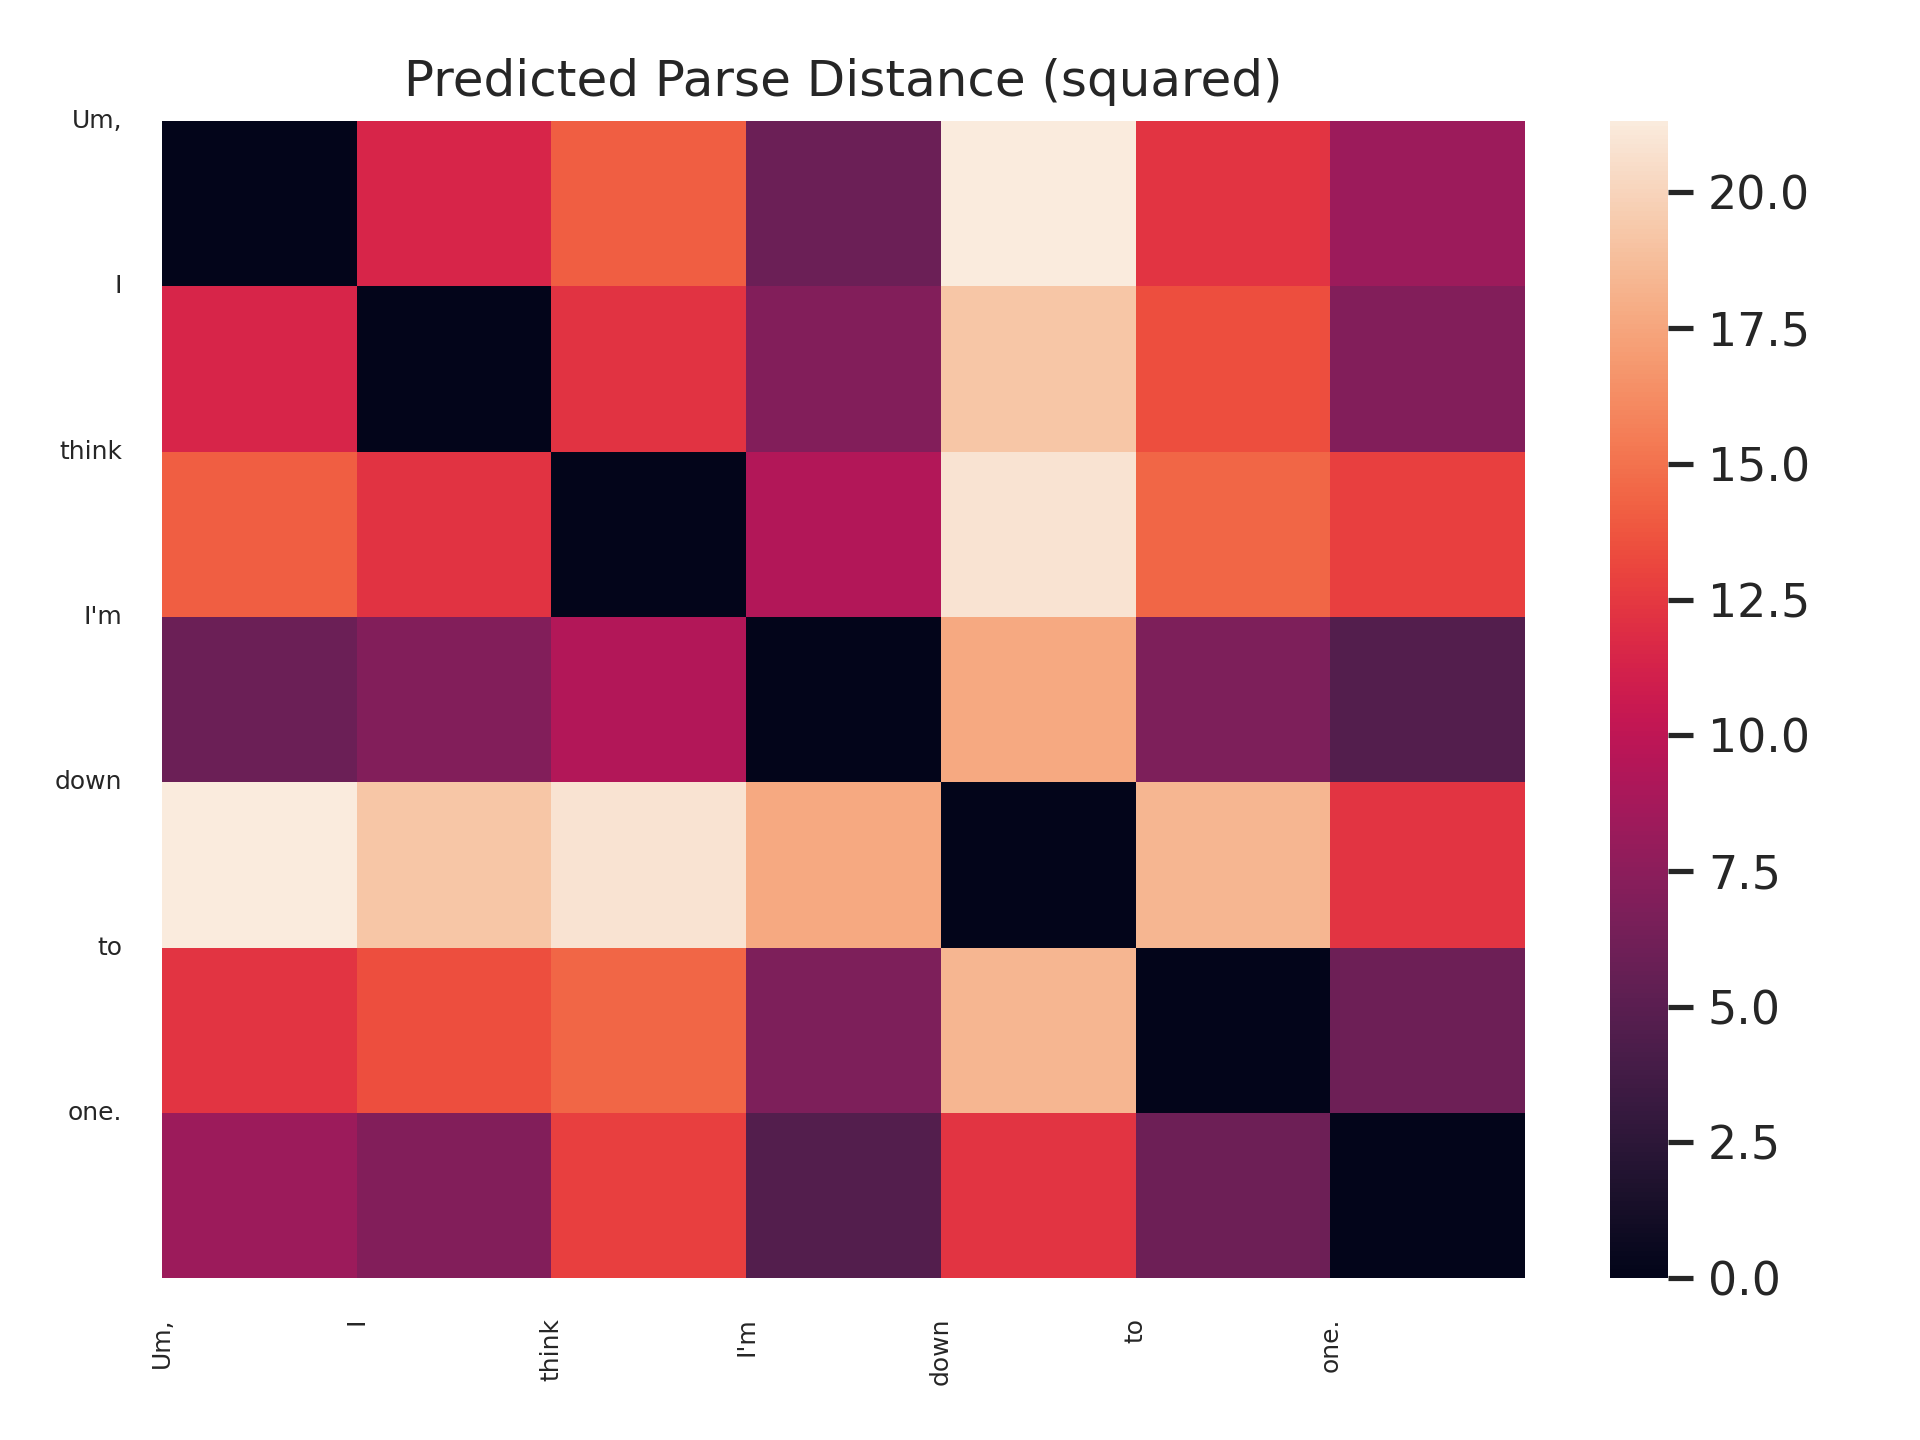 Predicted Parse Distance (squared)
Um,
I
think
I'm
down
to
one.
Um,
I
think
I'm
down
to
one.
20.0
17.5
15.0
12.5
10.0
7.5
5.0
2.5
0.0